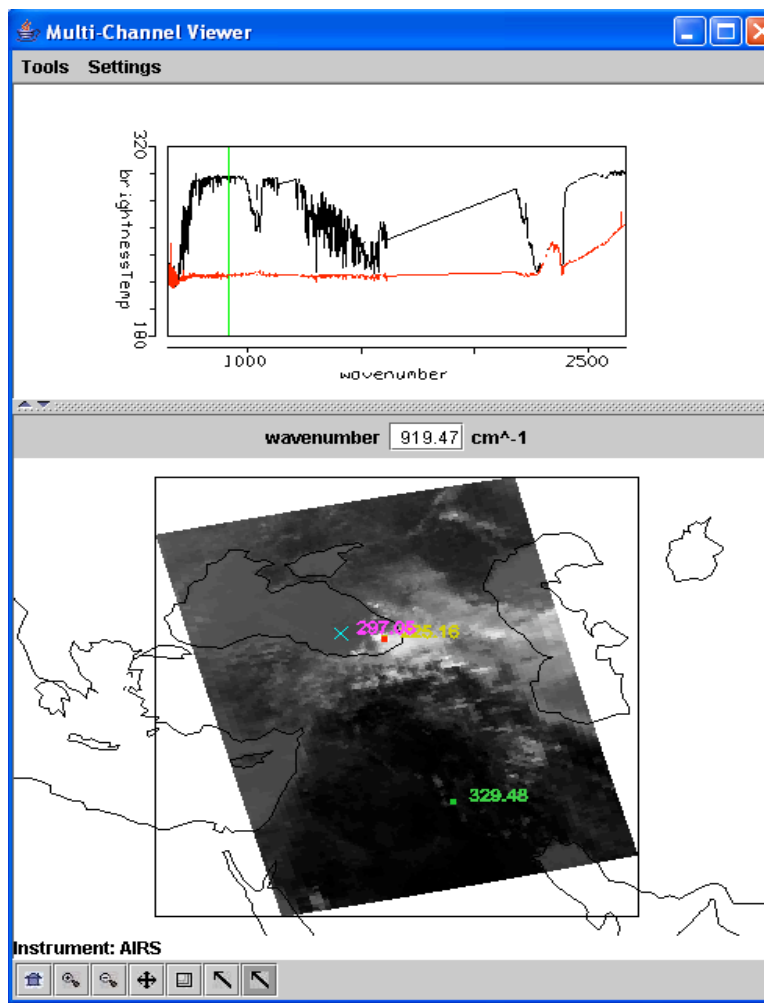 Multi-Channel Viewer
Tools Settings
320
brightnessTemp
180
1000 2500
wavenumber
wavenumber 919.47 cm^-1
297.05
329.48
Instrument: AIRS